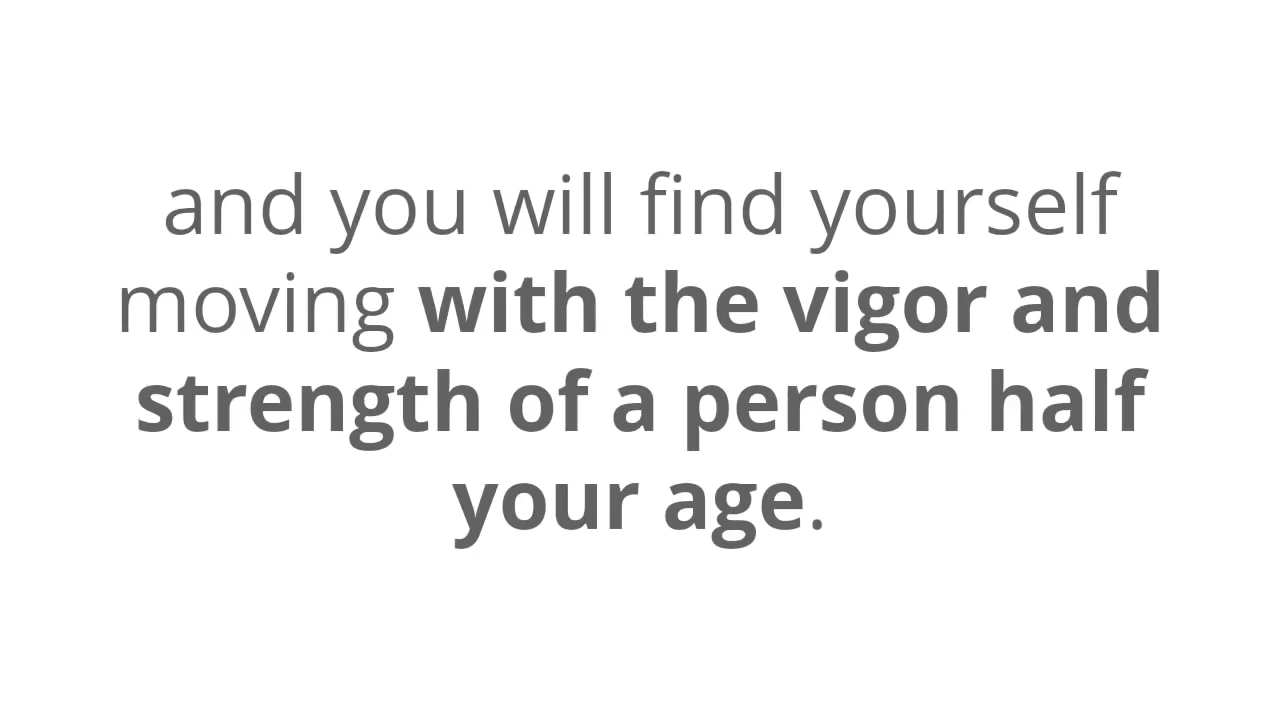 and you will find yourself
moving with the vigor and
strength of a person half
your age.